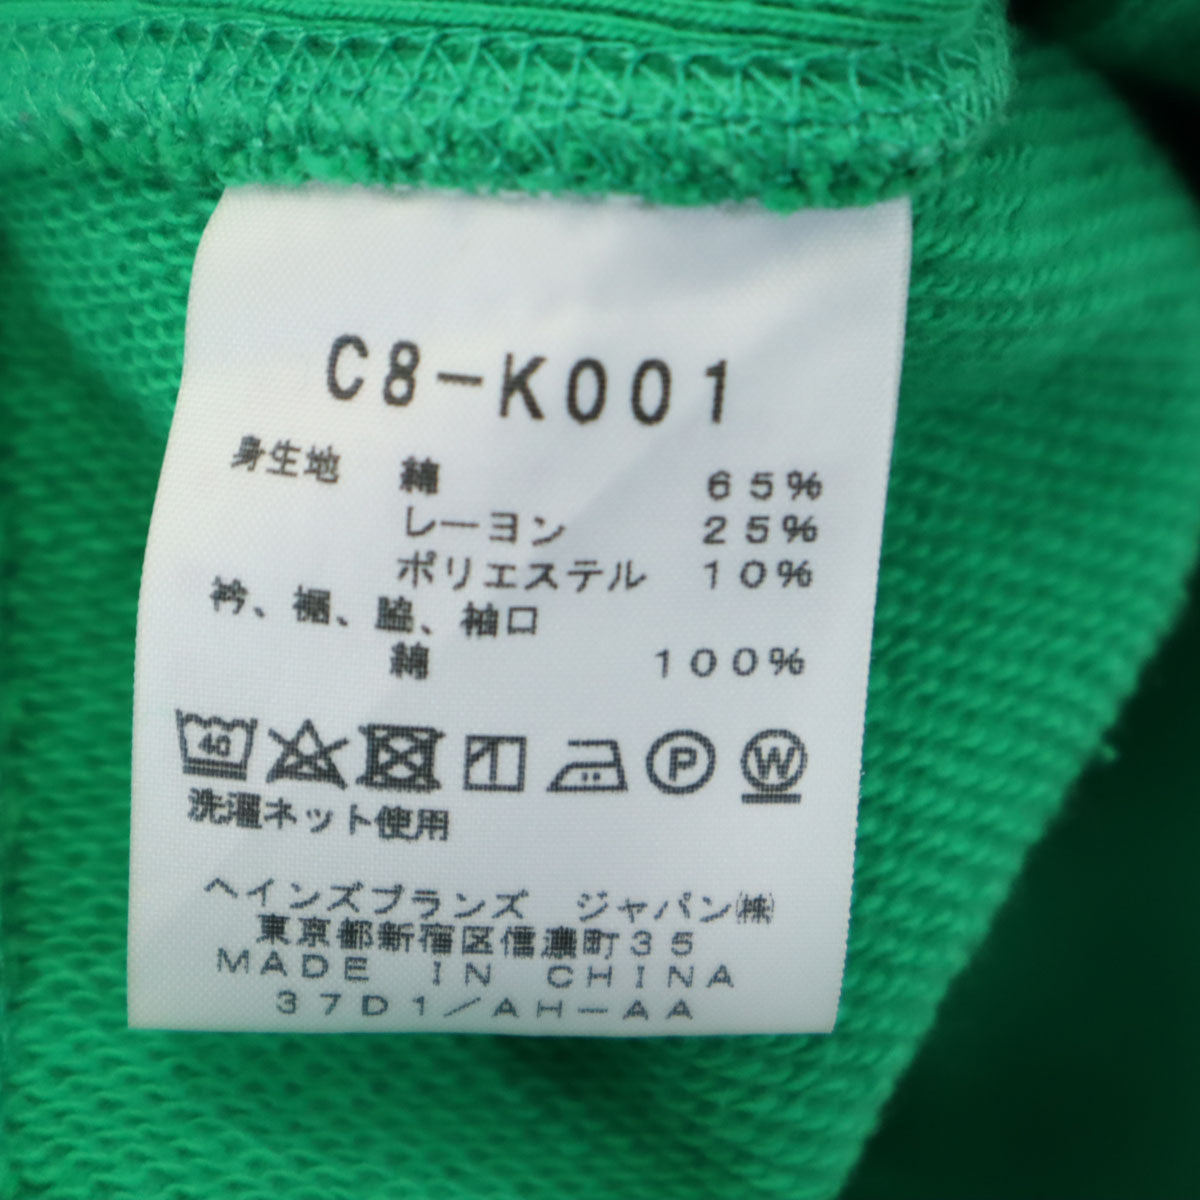 C8-K001
身生地 綿 65%
レーヨン 25%
ポリエステル 10%
衿、裾、脇、袖口
綿 100%
40 P W
洗濯ネット使用
ヘインズブランズ ジャパン㈱
東京都新宿区信濃町35
MADE IN CHINA
37D1/AH-AA